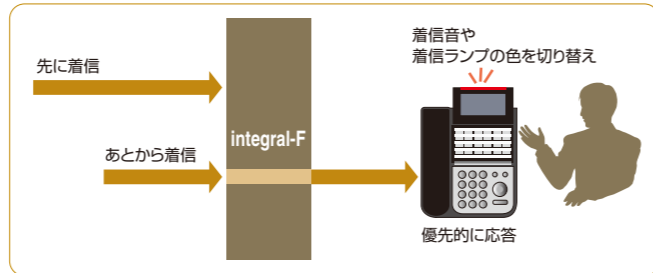 着信音や
着信ランプの色を切り替え
先に着信
integral-F
あとから着信
優先的に応答